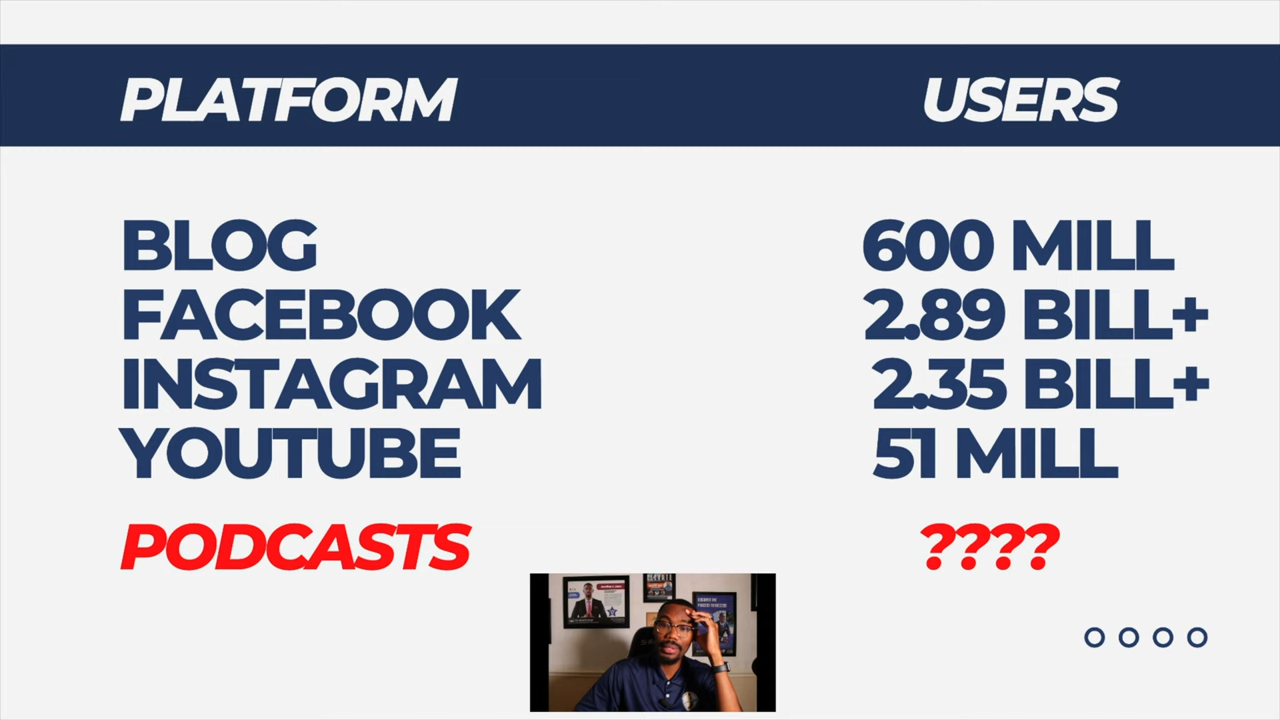 PLATFORM USERS
BLOG 600 MILL
FACEBOOK 2.89 BILL+
INSTAGRAM 2.35 BILL+
YOUTUBE 51 MILL
PODCASTS ????